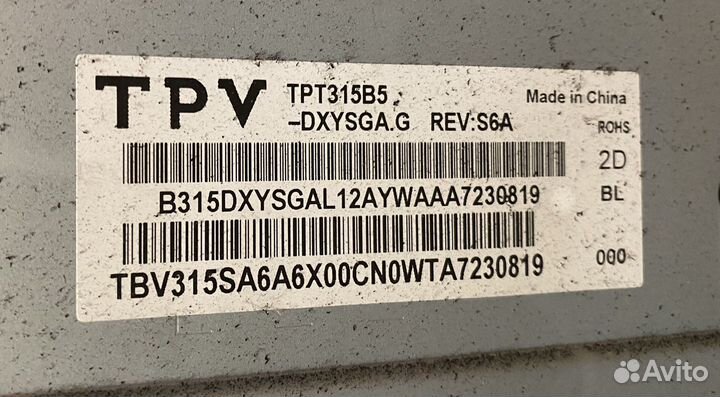 TPV TPT315B5 Made in China
-DXYSGA.G REV:S6A ROHS
2D
B315DXYSGAL12AYWAAA7230819 BL
000
TBV315SA6A6X00CN0WTA7230819
Avito